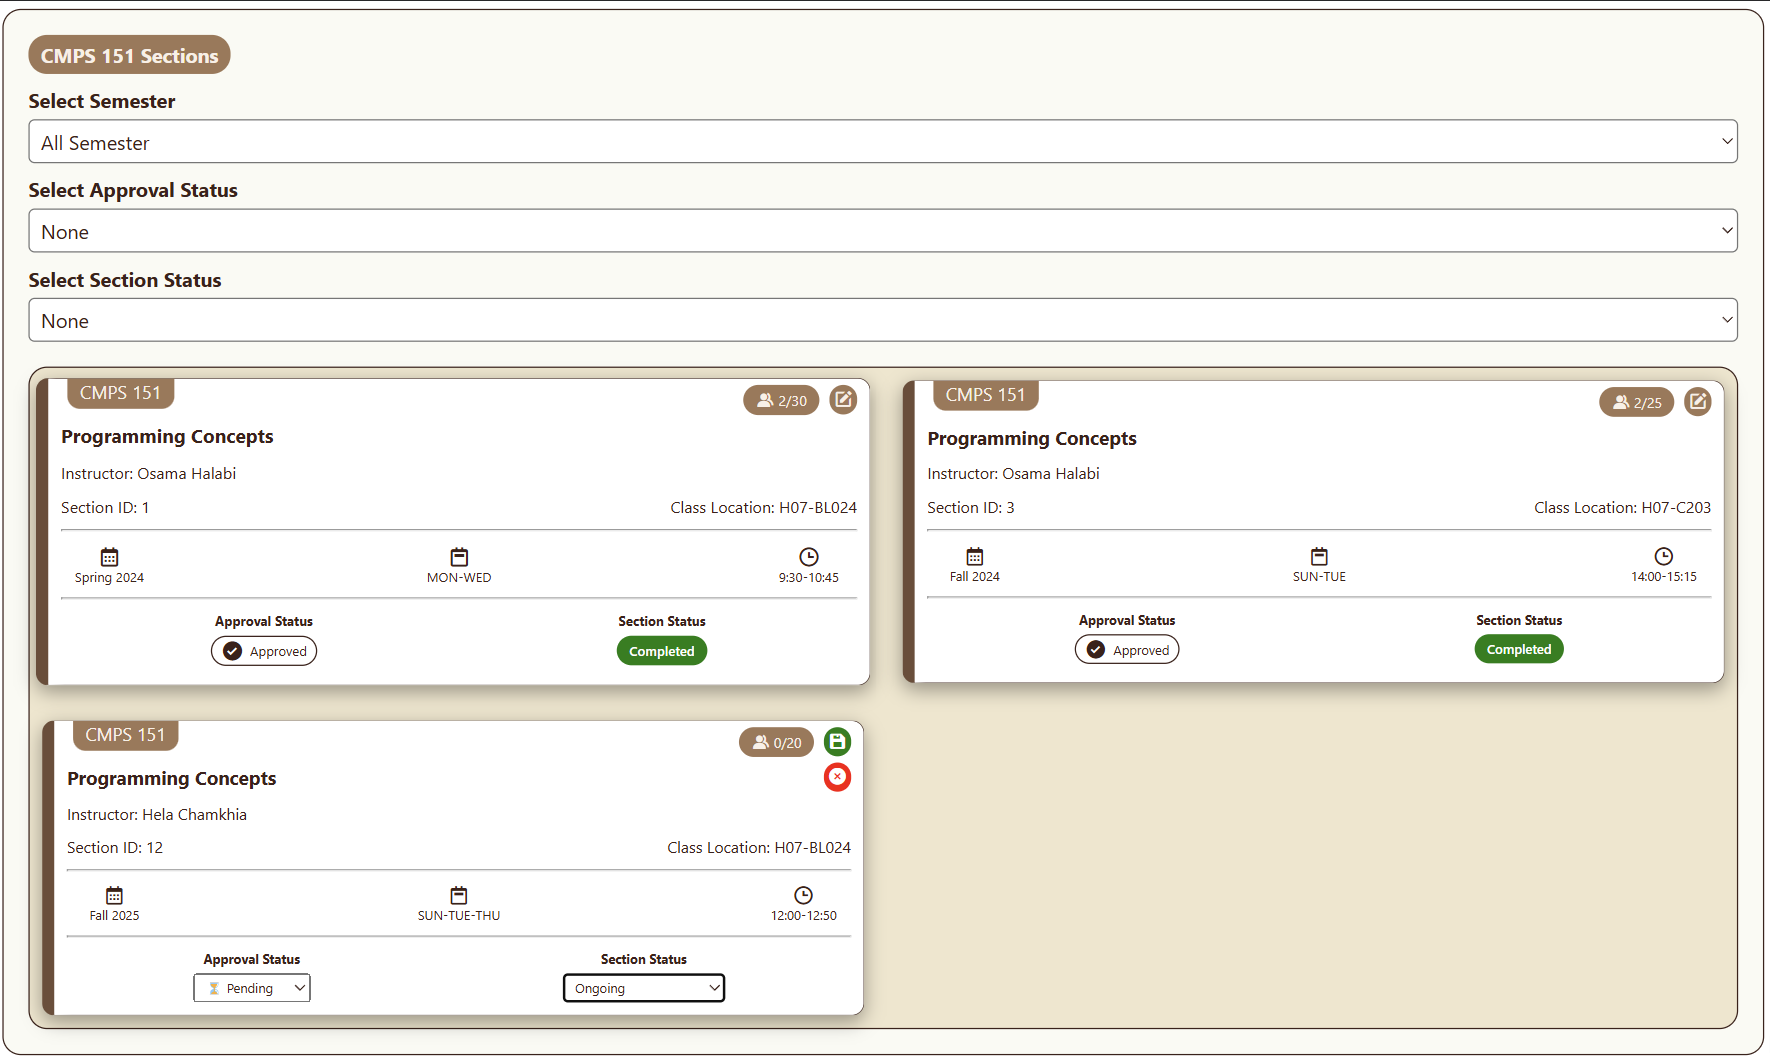 CMPS 151 Sections
Select Semester
All Semester
Select Approval Status
None
Select Section Status
None
CMPS 151
2/30
Programming Concepts
Instructor: Osama Halabi
Section ID: 1
Class Location: H07-BL024
Spring 2024
MON-WED
9:30-10:45
Approval Status
Section Status
Approved
Completed
CMPS 151
2/25
Programming Concepts
Instructor: Osama Halabi
Section ID: 3
Class Location: H07-C203
Fall 2024
SUN-TUE
14:00-15:15
Approval Status
Section Status
Approved
Completed
CMPS 151
0/20
Programming Concepts
Instructor: Hela Chamkhia
Section ID: 12
Class Location: H07-BL024
Fall 2025
SUN-TUE-THU
12:00-12:50
Approval Status
Section Status
⏳ Pending
Ongoing